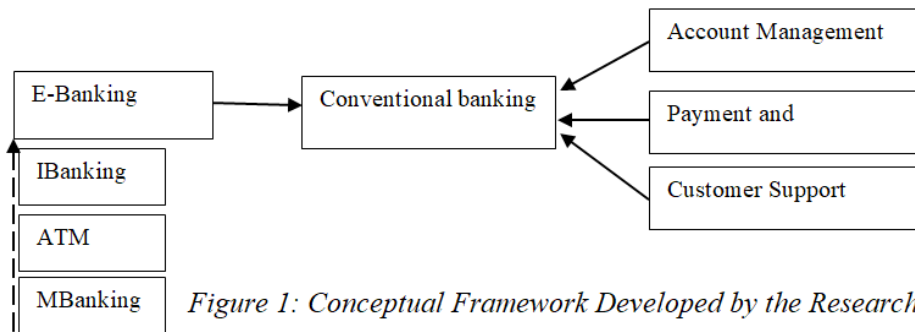 Account Management
E-Banking
Conventional banking
Payment and
IBanking
Customer Support
ATM
MBanking
Figure 1: Conceptual Framework Developed by the Research